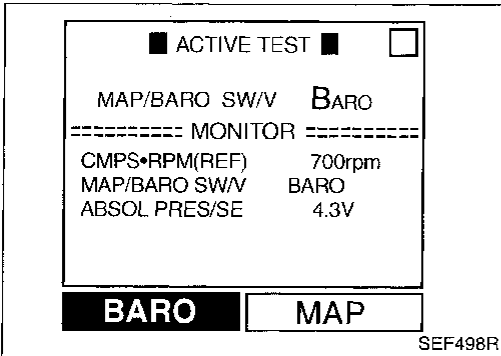 ■ ACTIVE TEST ■
MAP/BARO SW/V BARO
========= MONITOR =========
CMPS•RPM(REF) 700rpm
MAP/BARO SW/V BARO
ABSOL PRES/SE 4.3V
BARO MAP
SEF498R